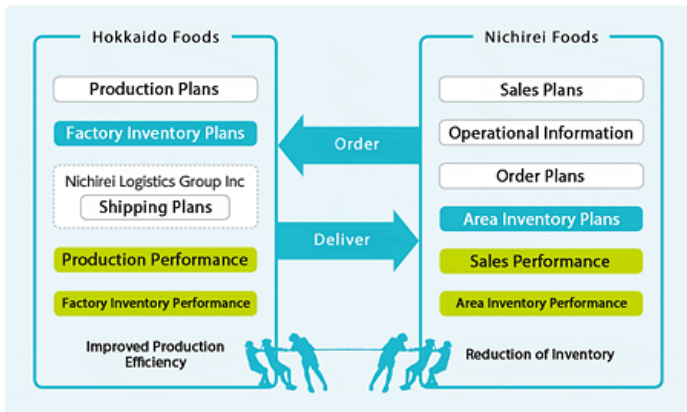 Hokkaido Foods
Production Plans
Factory Inventory Plans
Nichirei Logistics Group Inc
Shipping Plans
Production Performance
Factory Inventory Performance
Improved Production
Efficiency
Order
Deliver
Nichirei Foods
Sales Plans
Operational Information
Order Plans
Area Inventory Plans
Sales Performance
Area Inventory Performance
Reduction of Inventory